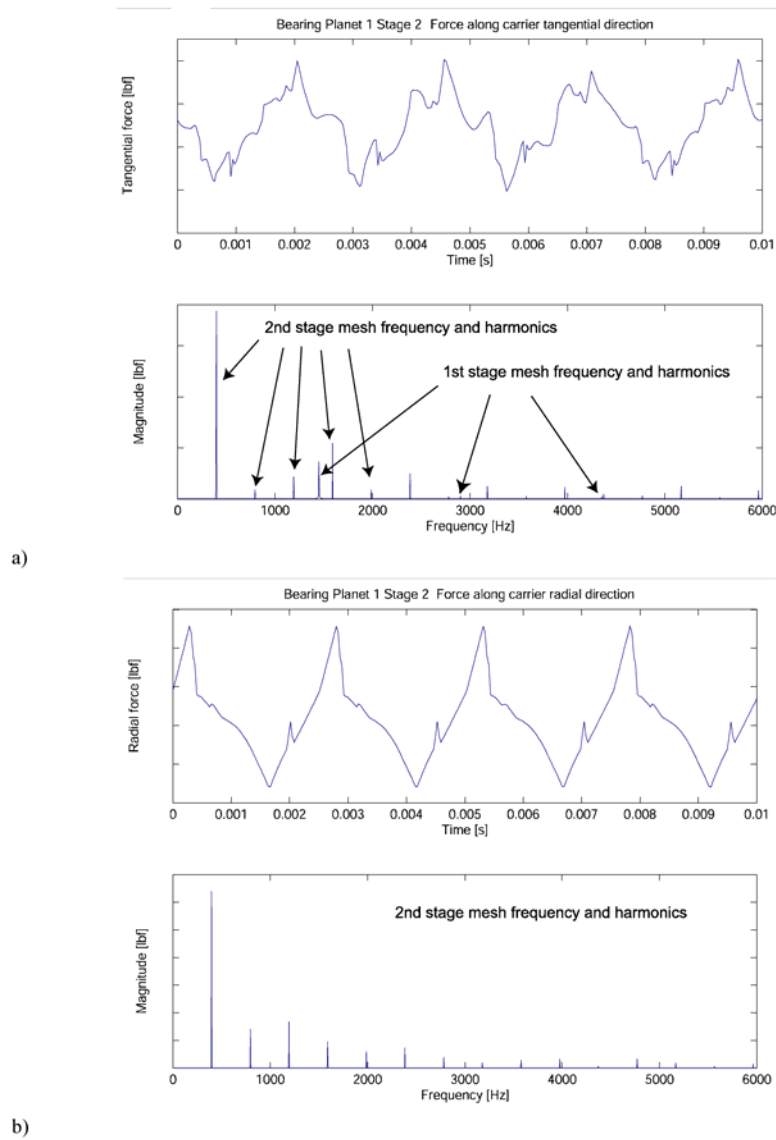 Bearing Planet 1 Stage 2 Force along carrier tangential direction
Tangential force [lbf]
0 0.001 0.002 0.003 0.004 0.005 0.006 0.007 0.008 0.009 0.01
Time [s]
2nd stage mesh frequency and harmonics
1st stage mesh frequency and harmonics
Magnitude [lbf]
0 1000 2000 3000 4000 5000 6000
Frequency [Hz]
a)
Bearing Planet 1 Stage 2 Force along carrier radial direction
Radial force [lbf]
0 0.001 0.002 0.003 0.004 0.005 0.006 0.007 0.008 0.009 0.01
Time [s]
2nd stage mesh frequency and harmonics
Magnitude [lbf]
0 1000 2000 3000 4000 5000 6000
Frequency [Hz]
b)